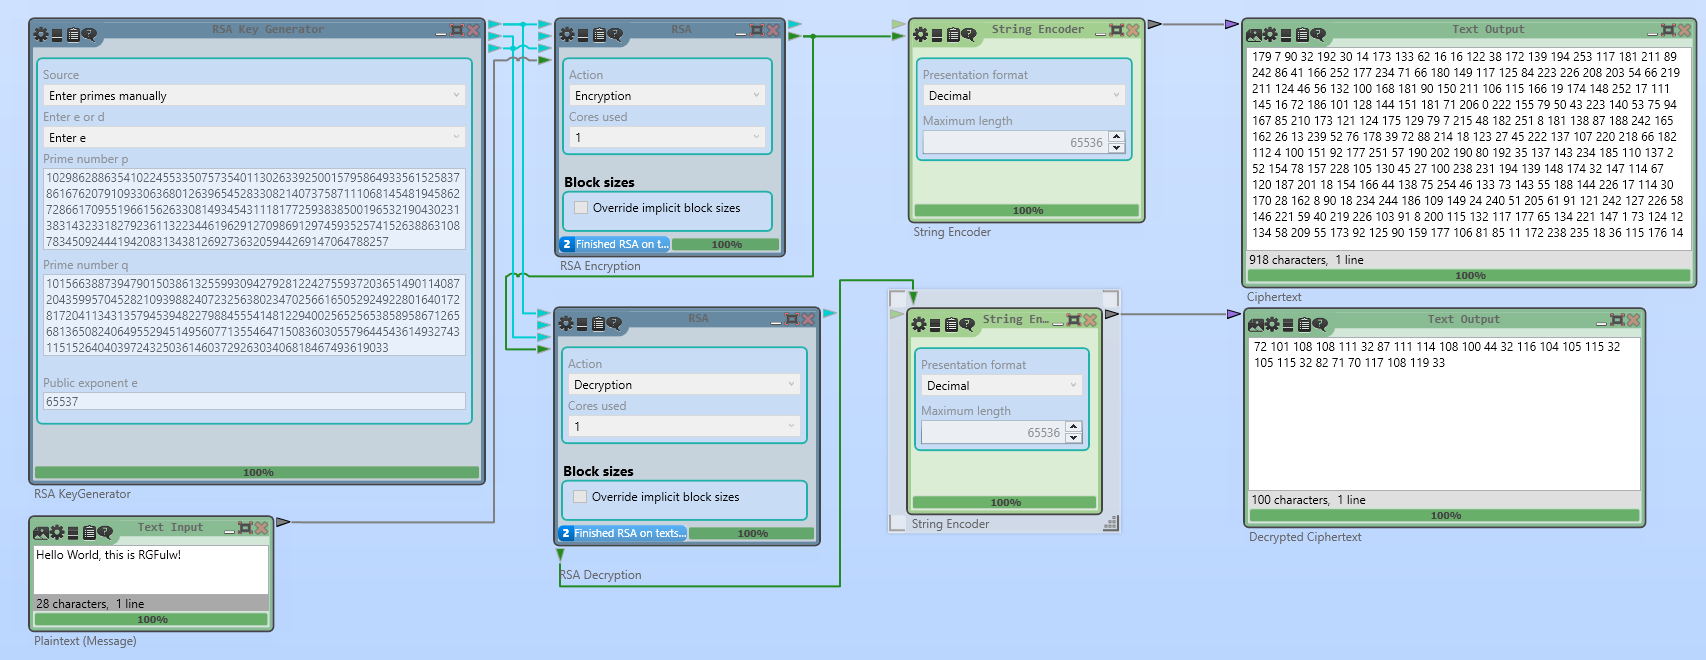 RSA Key Generator
Source
Enter primes manually
Enter e or d
Enter e
Prime number p
102986288635410224553350757354011302633925001579586493356152583​7
861676207910933063680126396545283308214073758711106814548194586​2
728661709551966156263308149345431118177259383850019653219043023​1
383143233182792361132234461962912709869129745935257415263886310​8
78345092444194208313438126927363205944269147064788257
Prime number q
101566388739479015038613255993094279281224275593720365149011408​7
204359957045282109398824072325638023470256616505292492280164017​2
817204113431357945394822798845554148122940025652565385895867126​5
681365082406495529451495607713554647150836030557964454361493274​3
11515264040397243250361460372926303406818467493619033
Public exponent e
65537
100%
RSA KeyGenerator
Text Input
Hello World, this is RGFulw!
28 characters, 1 line
100%
Plaintext (Message)
RSA
Action
Encryption
Cores used
1
Block sizes
Override implicit block sizes
2 Finished RSA on t...
100%
RSA Encryption
RSA
Action
Decryption
Cores used
1
Block sizes
Override implicit block sizes
2 Finished RSA on texts...
100%
RSA Decryption
String Encoder
Presentation format
Decimal
Maximum length
65536
100%
String Encoder
String En...
Presentation format
Decimal
Maximum length
65536
100%
String Encoder
Text Output
179 7 90 32 192 30 14 173 133 62 16 16 122 38 172 139 194 253 117 181 211 89
242 86 41 166 252 177 234 71 66 180 149 117 125 84 223 226 208 203 54 66 219
211 124 46 56 132 100 168 181 90 150 211 106 115 166 19 174 148 252 17 111
145 16 72 186 101 128 144 151 181 71 206 0 222 155 79 50 43 223 140 53 75 94
167 85 210 173 121 124 175 129 79 7 215 48 182 251 8 181 138 87 188 242 165
162 26 13 239 52 76 178 39 72 88 214 18 123 27 45 222 137 107 220 218 66 182
112 4 100 151 92 177 251 57 190 202 190 80 192 35 137 143 234 185 110 137 2
52 154 78 157 228 105 130 45 27 100 238 231 194 139 148 174 32 147 114 67
120 187 201 18 154 166 44 138 75 254 46 133 73 143 55 188 144 226 17 114 30
170 28 162 8 90 18 234 244 186 109 149 24 240 51 205 61 91 121 242 127 226 58
146 221 59 40 219 226 103 91 8 200 115 132 117 177 65 134 221 147 1 73 124 12
134 58 209 55 173 92 125 90 159 177 106 81 85 11 172 238 235 18 36 115 176 14
918 characters, 1 line
100%
Ciphertext
Text Output
72 101 108 108 111 32 87 111 114 108 100 44 32 116 104 105 115 32
105 115 32 82 71 70 117 108 119 33
100 characters, 1 line
100%
Decrypted Ciphertext